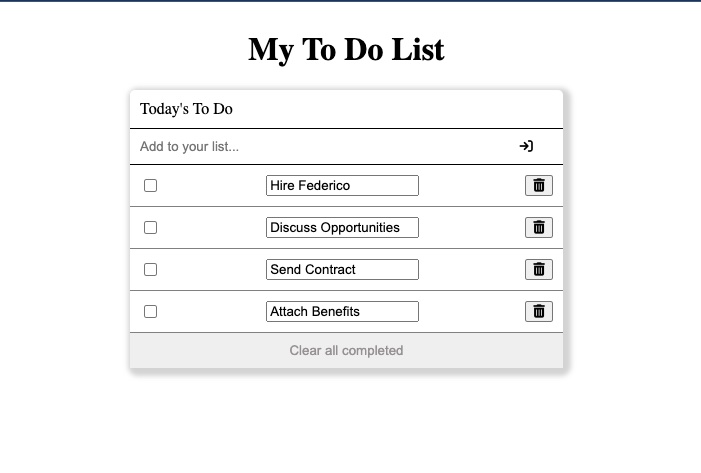 My To Do List
Today's To Do
Add to your list...
Hire Federico
Discuss Opportunities
Send Contract
Attach Benefits
Clear all completed